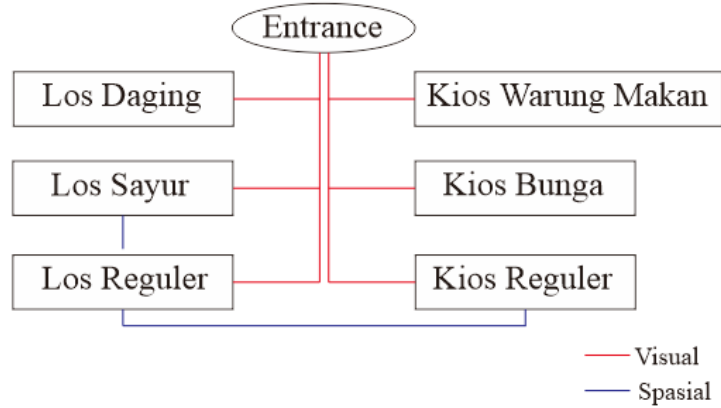 Entrance
Los Daging
Kios Warung Makan
Los Sayur
Kios Bunga
Los Reguler
Kios Reguler
Visual
Spasial